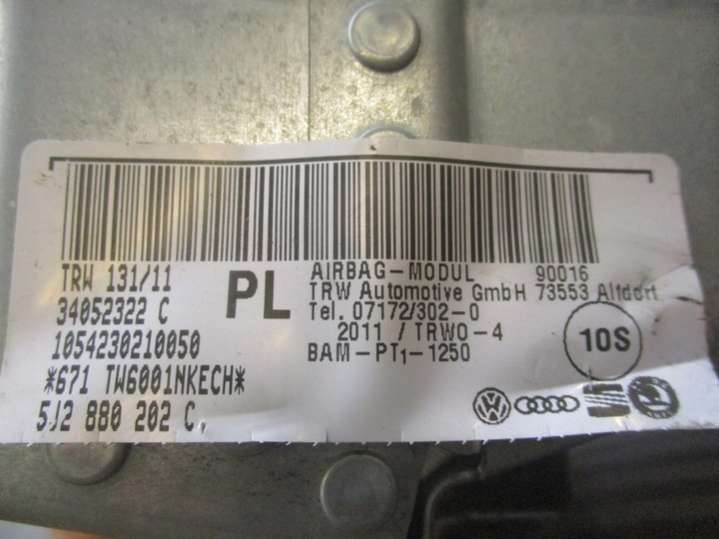 TRW 131/11
34052322 C
1054230210050
*671 TW6001NKECH*
5J2 880 202 C.
PL
AIRBAG-MODUL 90016
TRW Automotive GmbH 73553 Alfdorf
Tel. 07172/302-0
2011 / TRWO-4
BAM-PT1-1250
10S